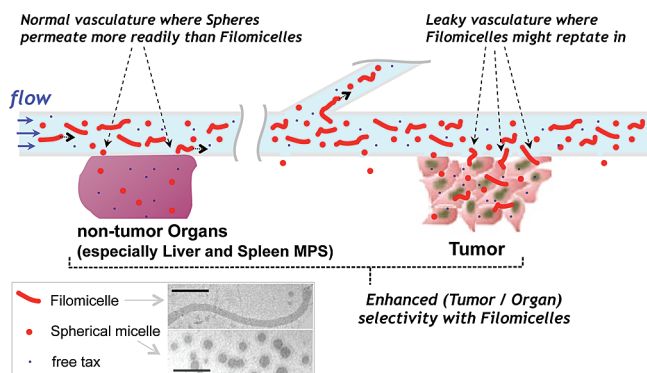 Normal vasculature where Spheres
permeate more readily than Filomicelles
Leaky vasculature where
Filomicelles might reptate in
flow
non-tumor Organs
(especially Liver and Spleen MPS)
Tumor
Enhanced (Tumor / Organ)
selectivity with Filomicelles
Filomicelle
Spherical micelle
free tax